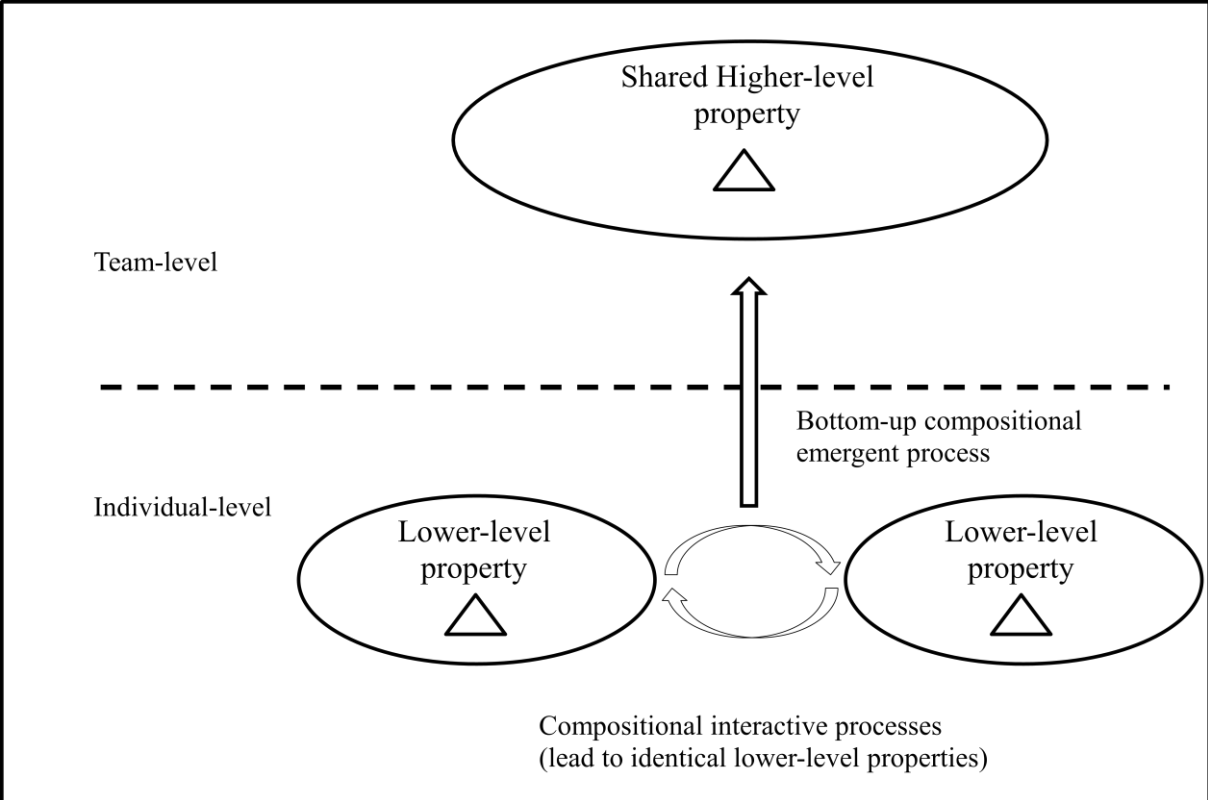 Shared Higher-level
property
Team-level
Bottom-up compositional
emergent process
Individual-level
Lower-level
property
Lower-level
property
Compositional interactive processes
(lead to identical lower-level properties)